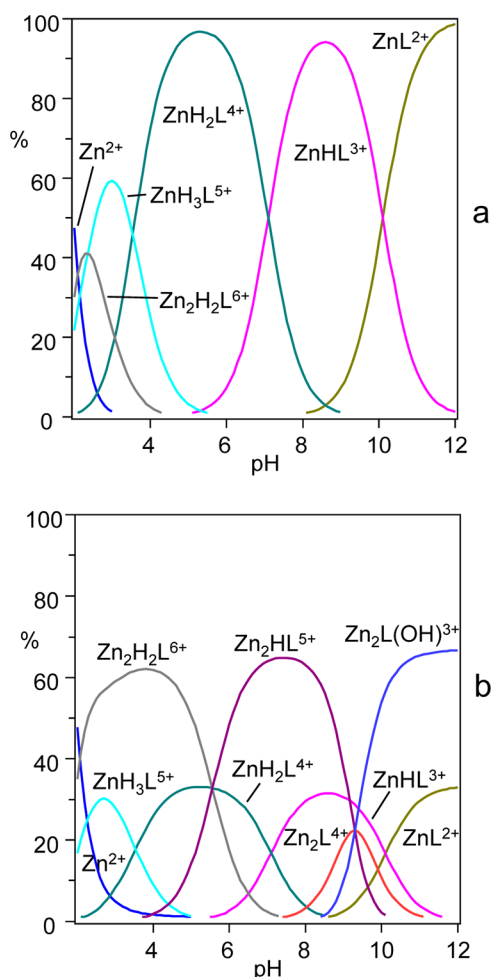 100
ZnL²⁺
80
ZnH₂L⁴⁺
%
Zn²⁺
ZnHL³⁺
60
ZnH₃L⁵⁺
a
40
Zn₂H₂L⁶⁺
20
0
4 6 8 10 12
pH
100
80
Zn₂L(OH)³⁺
%
Zn₂H₂L⁶⁺
Zn₂HL⁵⁺
60
b
40
ZnH₂L⁴⁺
ZnH₃L⁵⁺
ZnHL³⁺
20
Zn²⁺
Zn₂L⁴⁺
ZnL²⁺
0
4 6 8 10 12
pH